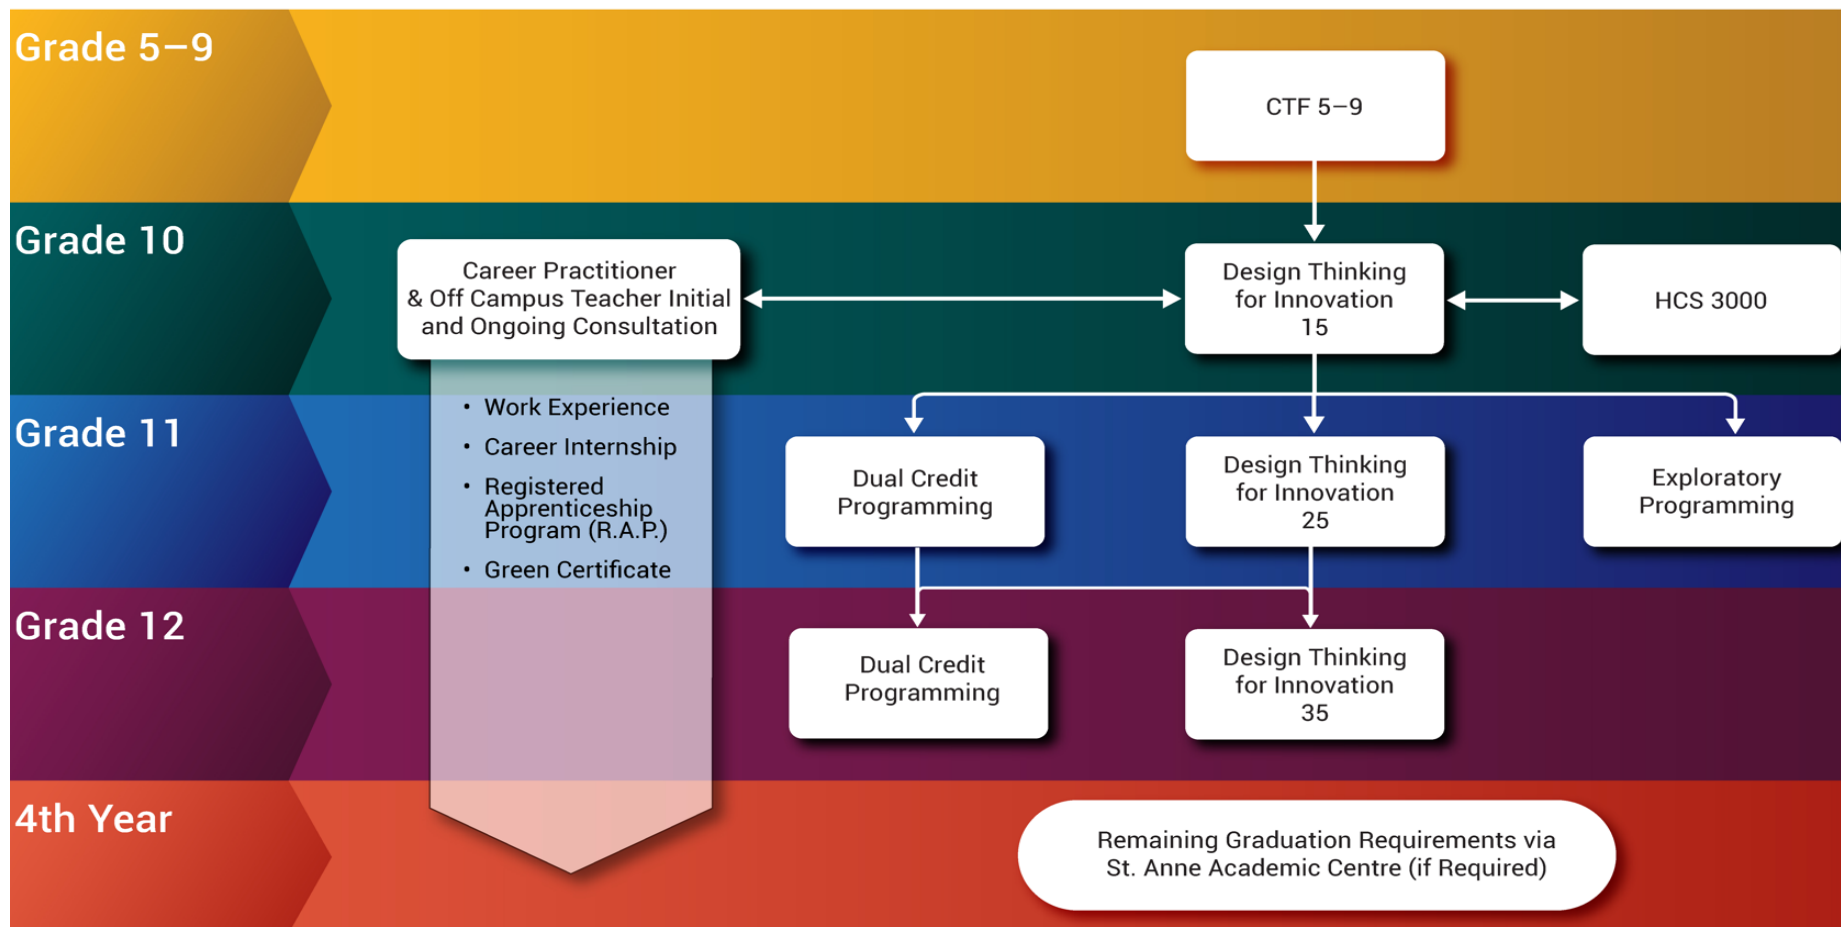 Grade 5–9
CTF 5–9
Grade 10
Career Practitioner
& Off Campus Teacher Initial
and Ongoing Consultation
Design Thinking
for Innovation
15
HCS 3000
Grade 11
• Work Experience
• Career Internship
• Registered
Apprenticeship
Program (R.A.P.)
• Green Certificate
Dual Credit
Programming
Design Thinking
for Innovation
25
Exploratory
Programming
Grade 12
Dual Credit
Programming
Design Thinking
for Innovation
35
4th Year
Remaining Graduation Requirements via
St. Anne Academic Centre (if Required)